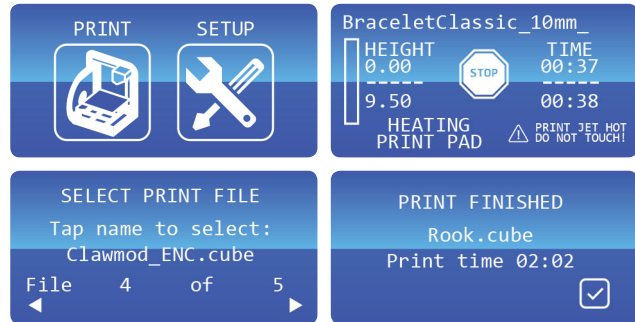 PRINT SETUP
BraceletClassic_10mm_
HEIGHT TIME
0.00 STOP 00:37
9.50 00:38
HEATING
PRINT PAD
PRINT JET HOT
DO NOT TOUCH!
SELECT PRINT FILE
Tap name to select:
Clawmod_ENC.cube
File 4 of 5
PRINT FINISHED
Rook.cube
Print time 02:02